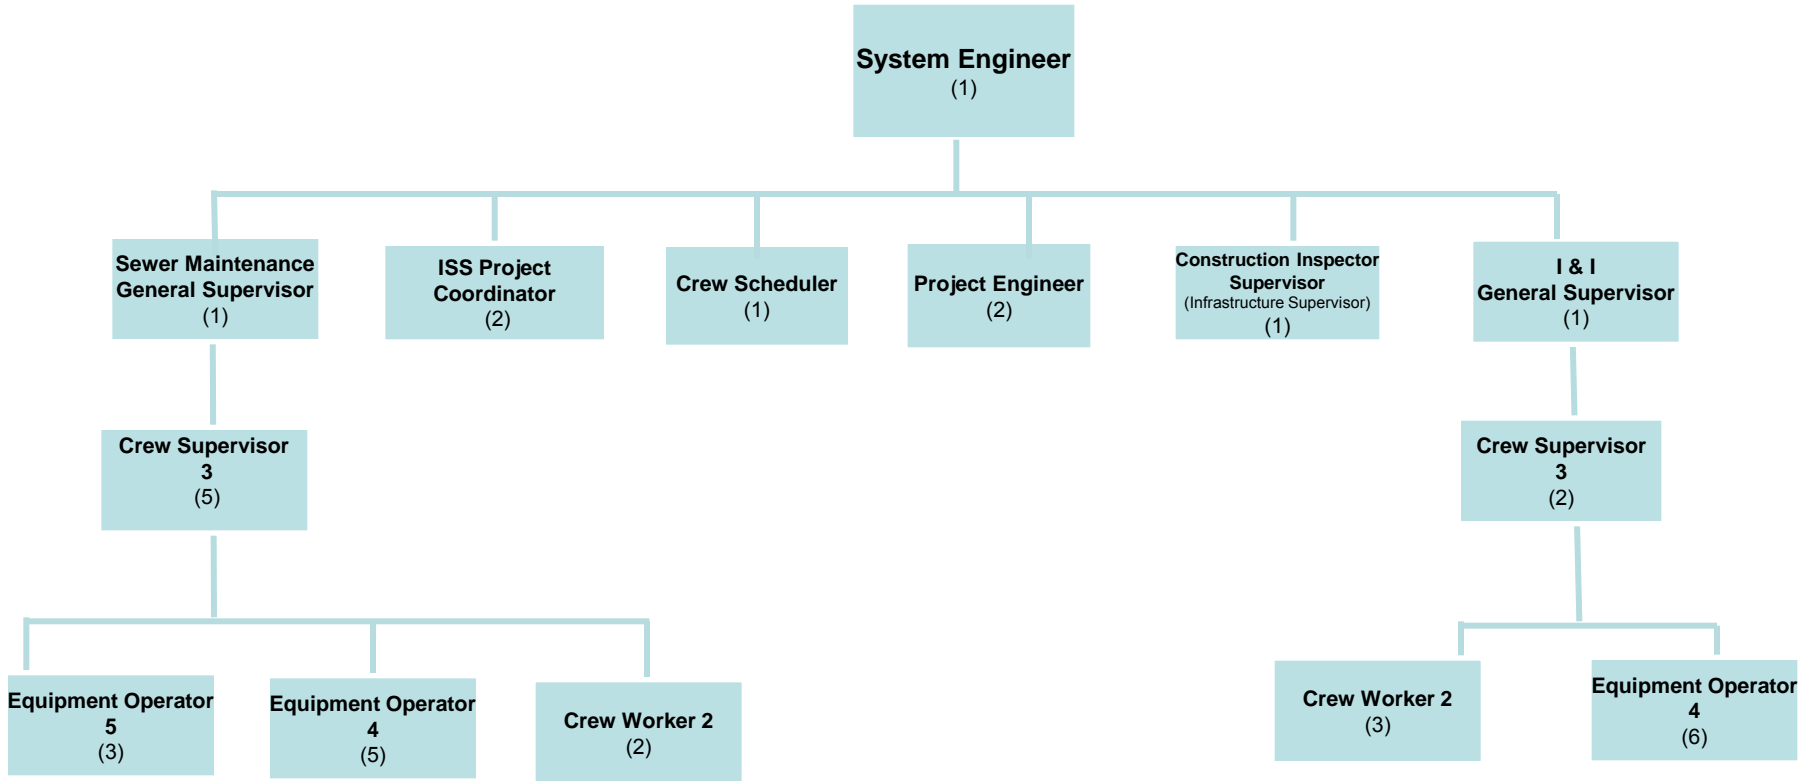 System Engineer
(1)
Sewer Maintenance
General Supervisor
(1)
ISS Project
Coordinator
(2)
Crew Scheduler
(1)
Project Engineer
(2)
Construction Inspector
Supervisor
(Infrastructure Supervisor)
(1)
I & I
General Supervisor
(1)
Crew Supervisor
3
(5)
Crew Supervisor
3
(2)
Equipment Operator
5
(3)
Equipment Operator
4
(5)
Crew Worker 2
(2)
Crew Worker 2
(3)
Equipment Operator
4
(6)